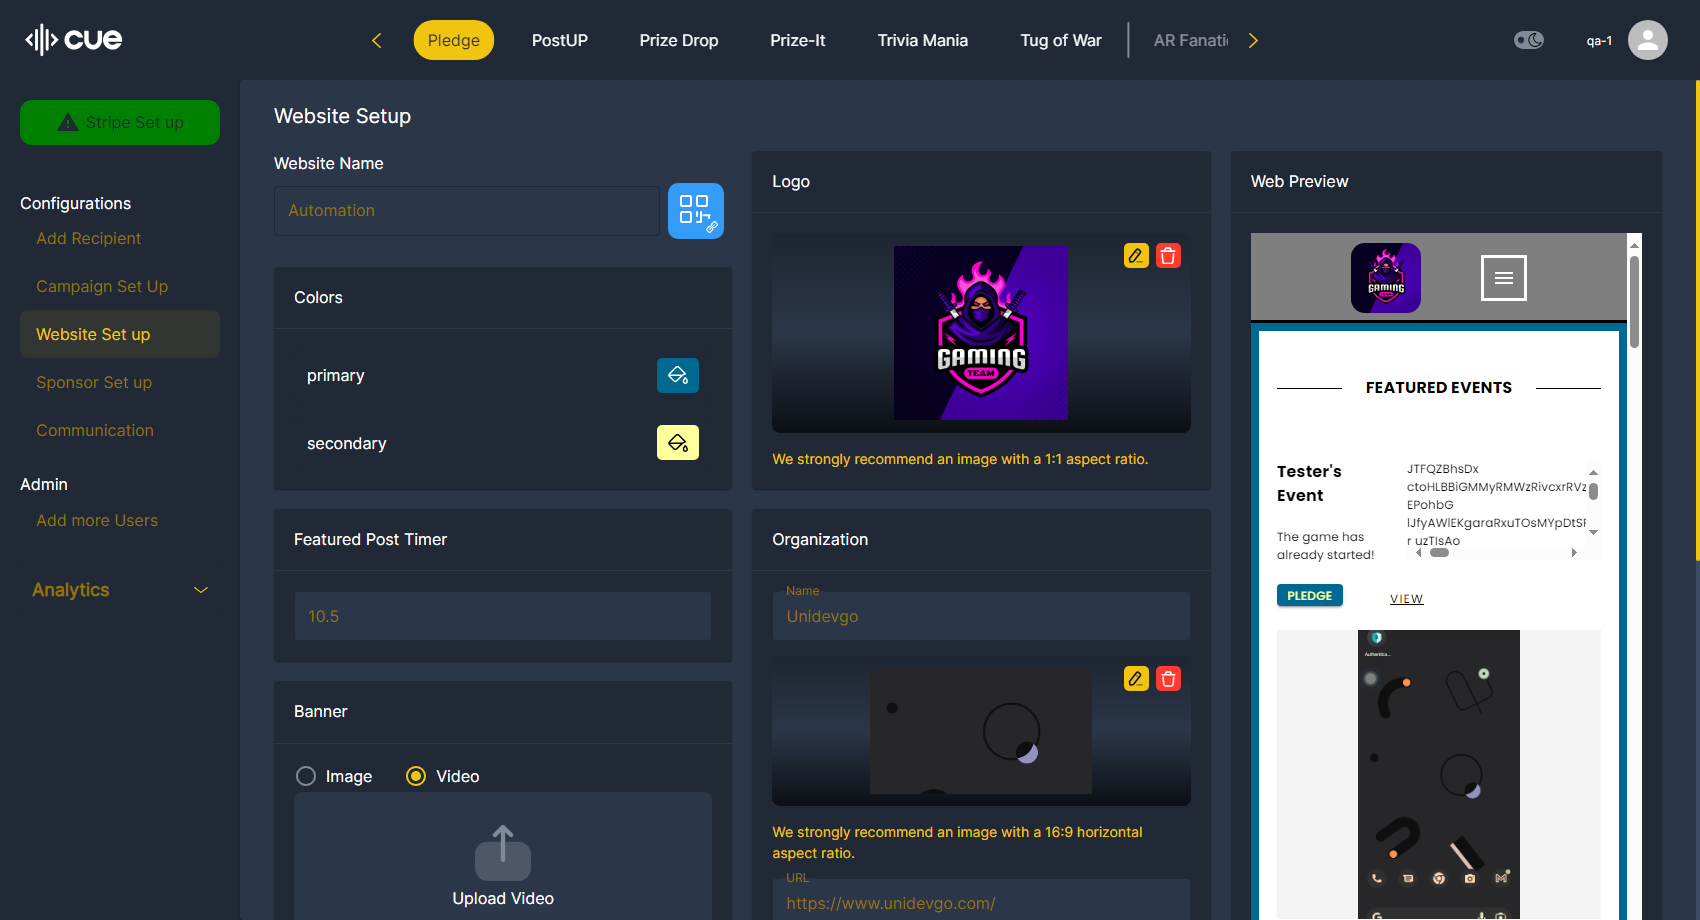 cue
Pledge
PostUP
Prize Drop
Prize-It
Trivia Mania
Tug of War
AR Fanati
qa-1
Stripe Set up
Configurations
Add Recipient
Campaign Set Up
Website Set up
Sponsor Set up
Communication
Admin
Add more Users
Analytics
Website Setup
Website Name
Automation
Colors
primary
secondary
Featured Post Timer
10.5
Banner
Image
Video
Upload Video
Logo
GAMING
TEAM
We strongly recommend an image with a 1:1 aspect ratio.
Organization
Name
Unidevgo
We strongly recommend an image with a 16:9 horizontal
aspect ratio.
URL
https://www.unidevgo.com/
Web Preview
GAMING
TEAM
FEATURED EVENTS
Tester's
Event
The game has
already started!
JTFQZBhsDx
ctoHLBBiGMMyRMWzRivcxrRVz
EPohbG
lJfyAWlEKgaraRxuTOsMYpDtSF
r uzTlsAo
PLEDGE
VIEW
Authentica...